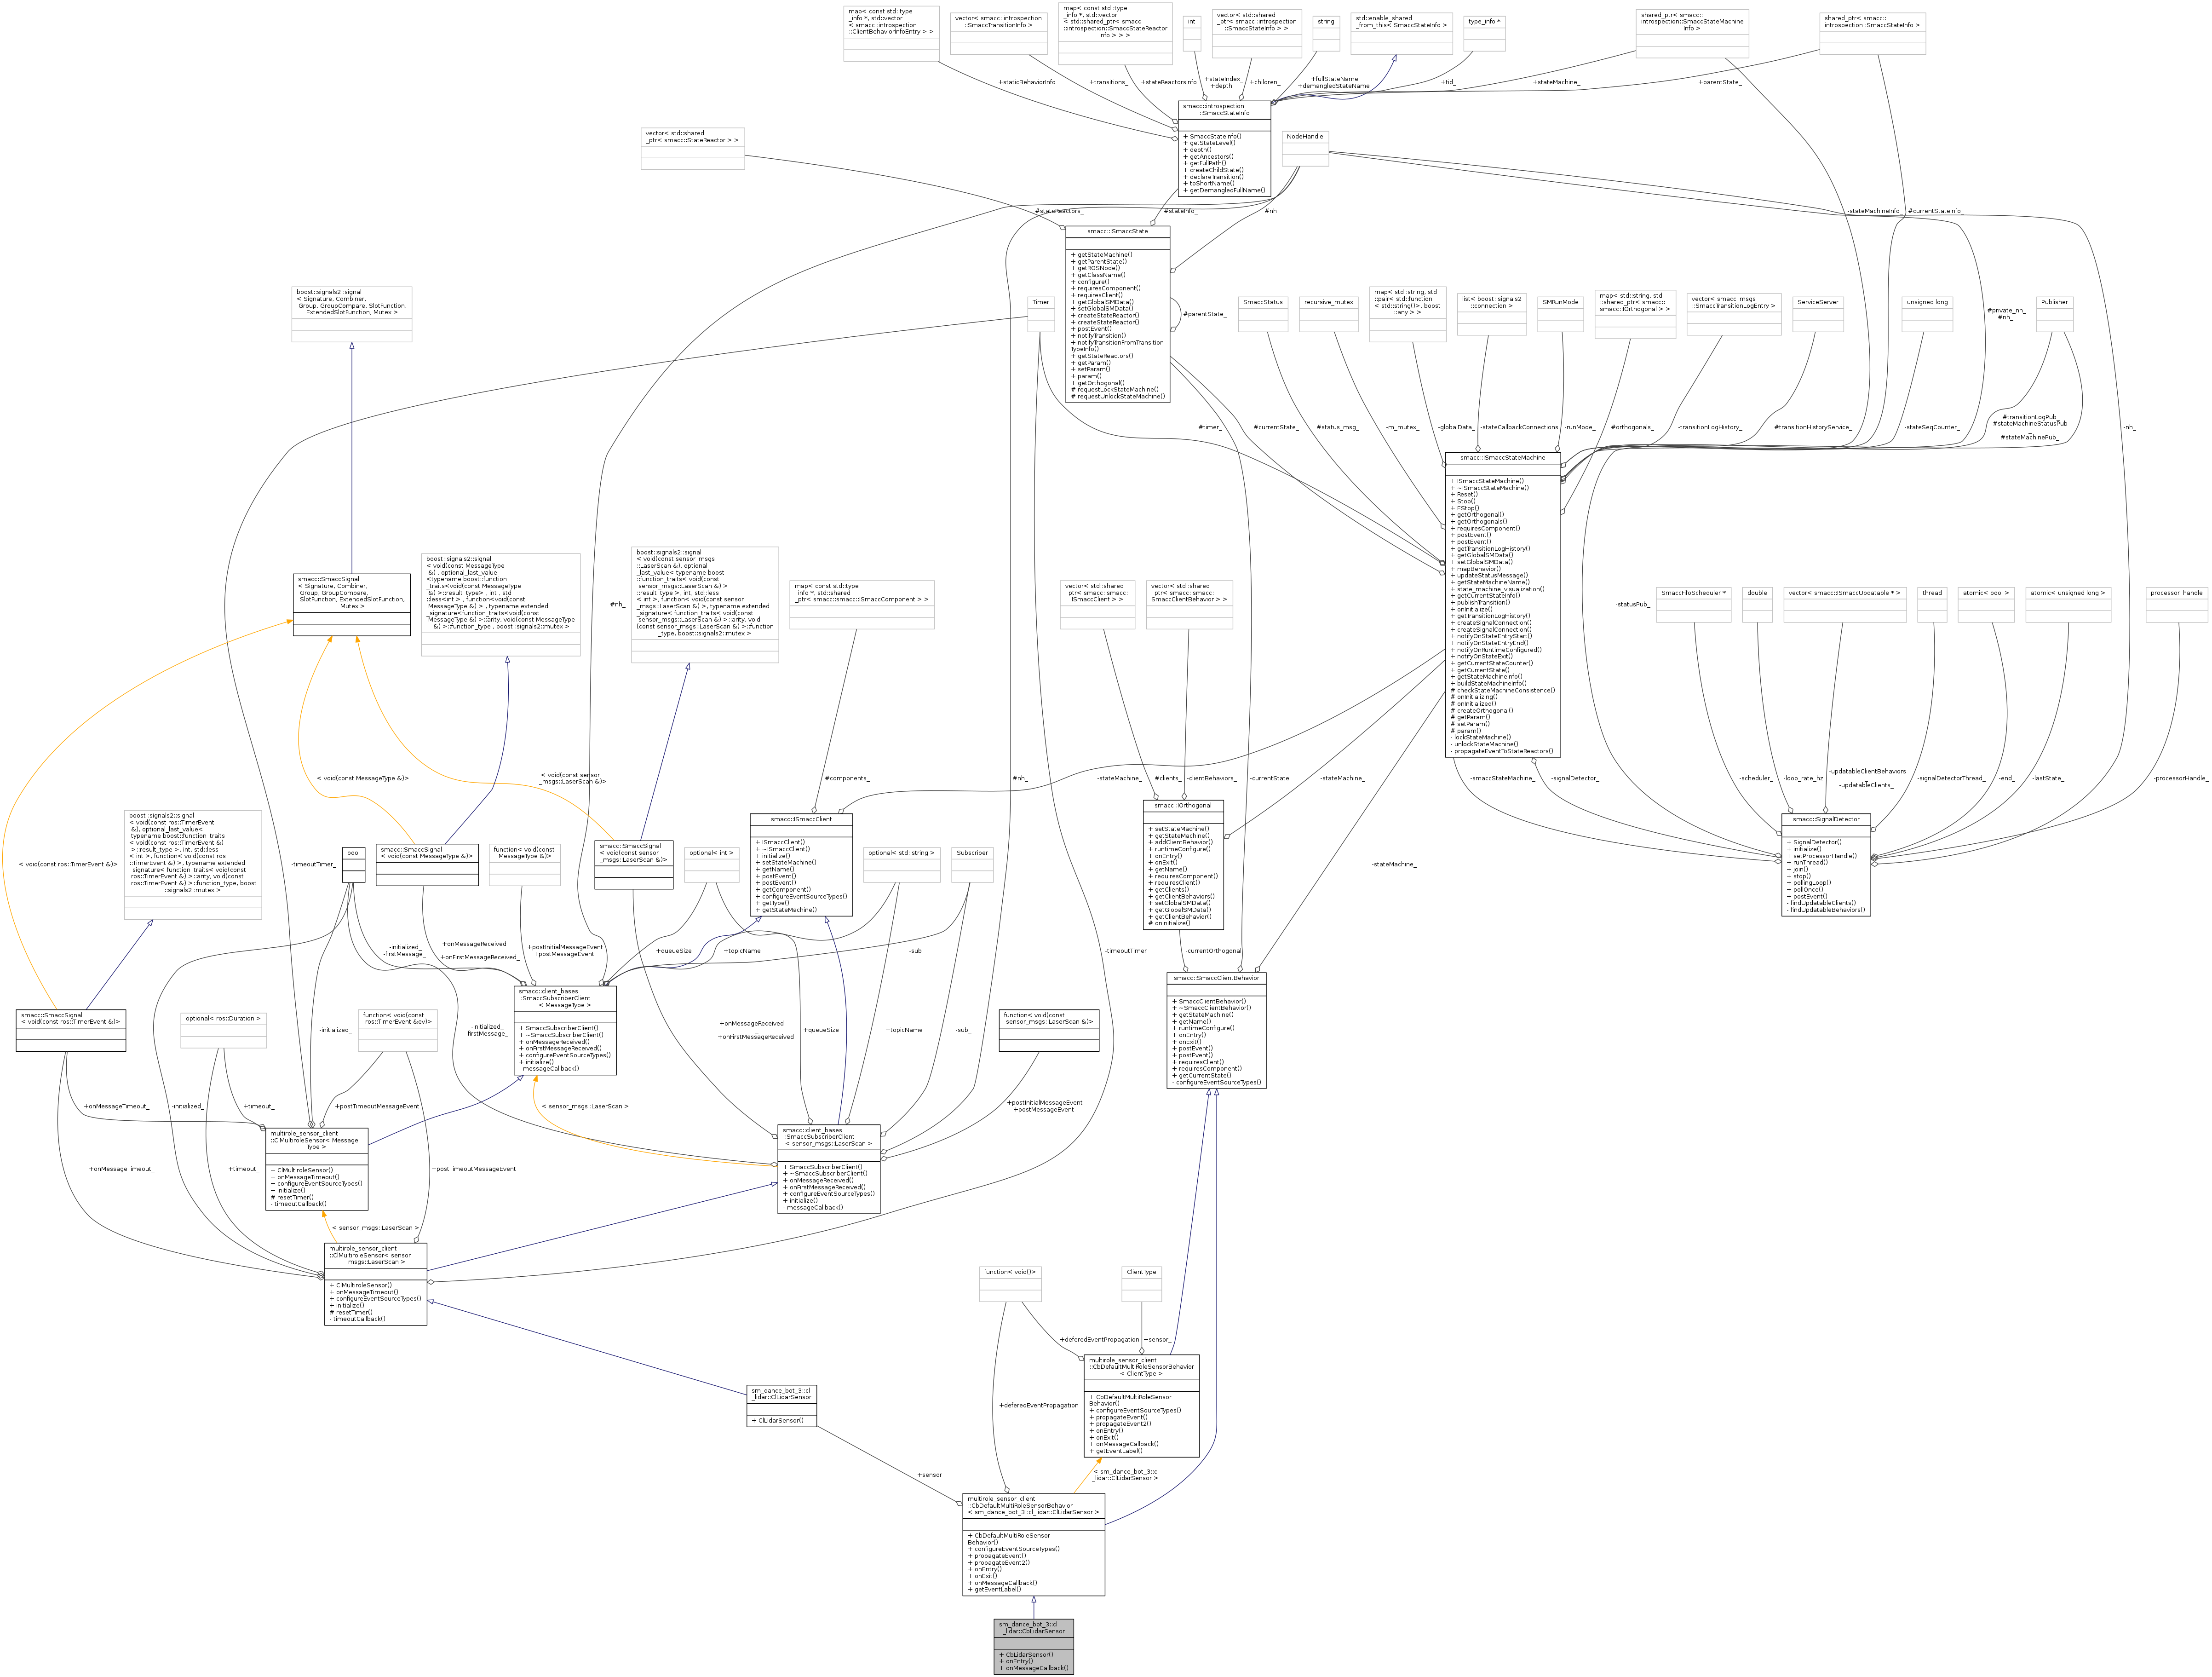 map< const std::type
_info *, std::vector
< smacc::introspection
::ClientBehaviorInfoEntry > >
vector< smacc::introspection
::SmaccTransitionInfo >
map< const std::type
_info *, std::vector
< std::shared_ptr< smacc
::introspection::SmaccStateReactor
Info > > >
int
vector< std::shared
_ptr< smacc::introspection
::SmaccStateInfo > >
string
std::enable_shared
_from_this< SmaccStateInfo >
type_info *
shared_ptr< smacc::
introspection::SmaccStateMachine
Info >
shared_ptr< smacc::
introspection::SmaccStateInfo >
+staticBehaviorInfo
+transitions_
+stateReactorsInfo
+stateIndex_
+depth_
+children_
+fullStateName
+demangledStateName
+tid_
+stateMachine_
+parentState_
smacc::introspection
::SmaccStateInfo
+ SmaccStateInfo()
+ getStateLevel()
+ depth()
+ getAncestors()
+ getFullPath()
+ createChildState()
+ declareTransition()
+ toShortName()
+ getDemangledFullName()
vector< std::shared
_ptr< smacc::StateReactor > >
NodeHandle
#stateReactors_
#stateInfo_
#nh
-stateMachineInfo_
#currentStateInfo_
smacc::ISmaccState
+ getStateMachine()
+ getParentState()
+ getROSNode()
+ getClassName()
+ configure()
+ requiresComponent()
+ requiresClient()
+ getGlobalSMData()
+ setGlobalSMData()
+ createStateReactor()
+ createStateReactor()
+ postEvent()
+ notifyTransition()
+ notifyTransitionFromTransition
TypeInfo()
+ getStateReactors()
+ getParam()
+ setParam()
+ param()
+ getOrthogonal()
# requestLockStateMachine()
# requestUnlockStateMachine()
#parentState_
boost::signals2::signal
< Signature, Combiner,
Group, GroupCompare, SlotFunction,
ExtendedSlotFunction, Mutex >
Timer
SmaccStatus
recursive_mutex
map< std::string, std
::pair< std::function
< std::string()>, boost
::any > >
list< boost::signals2
::connection >
SMRunMode
map< std::string, std
::shared_ptr< smacc::
smacc::IOrthogonal > >
vector< smacc_msgs
::SmaccTransitionLogEntry >
ServiceServer
unsigned long
Publisher
#private_nh_
#nh_
#timer_
#currentState_
#status_msg_
-m_mutex_
-globalData_
-stateCallbackConnections
-runMode_
#orthogonals_
-transitionLogHistory_
#transitionHistoryService_
-stateSeqCounter_
#transitionLogPub_
#stateMachineStatusPub
_
#stateMachinePub_
-nh_
smacc::ISmaccStateMachine
+ ISmaccStateMachine()
+ ~ISmaccStateMachine()
+ Reset()
+ Stop()
+ EStop()
+ getOrthogonal()
+ getOrthogonals()
+ requiresComponent()
+ postEvent()
+ postEvent()
+ getTransitionLogHistory()
+ getGlobalSMData()
+ setGlobalSMData()
+ mapBehavior()
+ updateStatusMessage()
+ getStateMachineName()
+ state_machine_visualization()
+ getCurrentStateInfo()
+ publishTransition()
+ onInitialize()
+ getTransitionLogHistory()
+ createSignalConnection()
+ createSignalConnection()
+ notifyOnStateEntryStart()
+ notifyOnStateEntryEnd()
+ notifyOnRuntimeConfigured()
+ notifyOnStateExit()
+ getCurrentStateCounter()
+ getCurrentState()
+ getStateMachineInfo()
+ buildStateMachineInfo()
# checkStateMachineConsistence()
# onInitializing()
# onInitialized()
# createOrthogonal()
# getParam()
# setParam()
# param()
- lockStateMachine()
- unlockStateMachine()
- propagateEventToStateReactors()
smacc::SmaccSignal
< Signature, Combiner,
Group, GroupCompare,
SlotFunction, ExtendedSlotFunction,
Mutex >
boost::signals2::signal
< void(const MessageType
&) , optional_last_value
<typename boost::function
_traits<void(const MessageType
&) >::result_type> , int , std
::less<int > , function<void(const
MessageType &) > , typename extended
_signature<function_traits<void(const
MessageType &) >::arity, void(const MessageType
&) >::function_type , boost::signals2::mutex >
boost::signals2::signal
< void(const sensor_msgs
::LaserScan &), optional
_last_value< typename boost
::function_traits< void(const
sensor_msgs::LaserScan &) >
::result_type >, int, std::less
< int >, function< void(const sensor
_msgs::LaserScan &) >, typename extended
_signature< function_traits< void(const
sensor_msgs::LaserScan &) >::arity, void
(const sensor_msgs::LaserScan &) >::function
_type, boost::signals2::mutex >
#nh_
map< const std::type
_info *, std::shared
_ptr< smacc::smacc::ISmaccComponent > >
vector< std::shared
_ptr< smacc::smacc::
ISmaccClient > >
vector< std::shared
_ptr< smacc::smacc::
SmaccClientBehavior > >
-statusPub_
SmaccFifoScheduler *
double
vector< smacc::ISmaccUpdatable * >
thread
atomic< bool >
atomic< unsigned long >
processor_handle
< void(const MessageType &)>
< void(const sensor
_msgs::LaserScan &)>
#components_
#nh_
-stateMachine_
#clients_
-clientBehaviors_
-currentState
-stateMachine_
-smaccStateMachine_
-signalDetector_
-scheduler_
-loop_rate_hz
-updatableClientBehaviors
_
-updatableClients_
-signalDetectorThread_
-end_
-lastState_
-processorHandle_
boost::signals2::signal
< void(const ros::TimerEvent
&), optional_last_value<
typename boost::function_traits
< void(const ros::TimerEvent &)
>::result_type >, int, std::less
< int >, function< void(const ros
::TimerEvent &) >, typename extended
_signature< function_traits< void(const
ros::TimerEvent &) >::arity, void(const
ros::TimerEvent &) >::function_type, boost
::signals2::mutex >
< void(const ros::TimerEvent &)>
-timeoutTimer_
bool
smacc::SmaccSignal
< void(const MessageType &)>
function< void(const
MessageType &)>
smacc::SmaccSignal
< void(const sensor
_msgs::LaserScan &)>
optional< int >
smacc::ISmaccClient
+ ISmaccClient()
+ ~ISmaccClient()
+ initialize()
+ setStateMachine()
+ getName()
+ postEvent()
+ postEvent()
+ getComponent()
+ configureEventSourceTypes()
+ getType()
+ getStateMachine()
optional< std::string >
Subscriber
smacc::IOrthogonal
+ setStateMachine()
+ getStateMachine()
+ addClientBehavior()
+ runtimeConfigure()
+ onEntry()
+ onExit()
+ getName()
+ requiresComponent()
+ requiresClient()
+ getClients()
+ getClientBehaviors()
+ setGlobalSMData()
+ getGlobalSMData()
+ getClientBehavior()
# onInitialize()
-stateMachine_
smacc::SignalDetector
+ SignalDetector()
+ initialize()
+ setProcessorHandle()
+ runThread()
+ join()
+ stop()
+ pollingLoop()
+ pollOnce()
+ postEvent()
- findUpdatableClients()
- findUpdatableBehaviors()
-initialized_
-firstMessage_
+onMessageReceived
_
+onFirstMessageReceived_
+postInitialMessageEvent
+postMessageEvent
+queueSize
+topicName
-sub_
-timeoutTimer_
-currentOrthogonal
smacc::client_bases
::SmaccSubscriberClient
< MessageType >
+ SmaccSubscriberClient()
+ ~SmaccSubscriberClient()
+ onMessageReceived()
+ onFirstMessageReceived()
+ configureEventSourceTypes()
+ initialize()
- messageCallback()
smacc::SmaccClientBehavior
+ SmaccClientBehavior()
+ ~SmaccClientBehavior()
+ getStateMachine()
+ getName()
+ runtimeConfigure()
+ onEntry()
+ onExit()
+ postEvent()
+ postEvent()
+ requiresClient()
+ requiresComponent()
+ getCurrentState()
- configureEventSourceTypes()
smacc::SmaccSignal
< void(const ros::TimerEvent &)>
optional< ros::Duration >
-initialized_
function< void(const
ros::TimerEvent &ev)>
-initialized_
-firstMessage_
+onMessageReceived
_
+onFirstMessageReceived_
+queueSize
+topicName
-sub_
function< void(const
sensor_msgs::LaserScan &)>
+onMessageTimeout_
-initialized_
+timeout_
+postTimeoutMessageEvent
< sensor_msgs::LaserScan >
+postInitialMessageEvent
+postMessageEvent
multirole_sensor_client
::ClMultiroleSensor< Message
Type >
+ ClMultiroleSensor()
+ onMessageTimeout()
+ configureEventSourceTypes()
+ initialize()
# resetTimer()
- timeoutCallback()
smacc::client_bases
::SmaccSubscriberClient
< sensor_msgs::LaserScan >
+ SmaccSubscriberClient()
+ ~SmaccSubscriberClient()
+ onMessageReceived()
+ onFirstMessageReceived()
+ configureEventSourceTypes()
+ initialize()
- messageCallback()
+onMessageTimeout_
+timeout_
+postTimeoutMessageEvent
< sensor_msgs::LaserScan >
multirole_sensor_client
::ClMultiroleSensor< sensor
_msgs::LaserScan >
+ ClMultiroleSensor()
+ onMessageTimeout()
+ configureEventSourceTypes()
+ initialize()
# resetTimer()
- timeoutCallback()
function< void()>
ClientType
+deferedEventPropagation
+sensor_
multirole_sensor_client
::CbDefaultMultiRoleSensorBehavior
< ClientType >
+ CbDefaultMultiRoleSensor
Behavior()
+ configureEventSourceTypes()
+ propagateEvent()
+ propagateEvent2()
+ onEntry()
+ onExit()
+ onMessageCallback()
+ getEventLabel()
sm_dance_bot_3::cl
_lidar::ClLidarSensor
+ ClLidarSensor()
+deferedEventPropagation
+sensor_
< sm_dance_bot_3::cl
_lidar::ClLidarSensor >
multirole_sensor_client
::CbDefaultMultiRoleSensorBehavior
< sm_dance_bot_3::cl_lidar::ClLidarSensor >
+ CbDefaultMultiRoleSensor
Behavior()
+ configureEventSourceTypes()
+ propagateEvent()
+ propagateEvent2()
+ onEntry()
+ onExit()
+ onMessageCallback()
+ getEventLabel()
sm_dance_bot_3::cl
_lidar::CbLidarSensor
+ CbLidarSensor()
+ onEntry()
+ onMessageCallback()